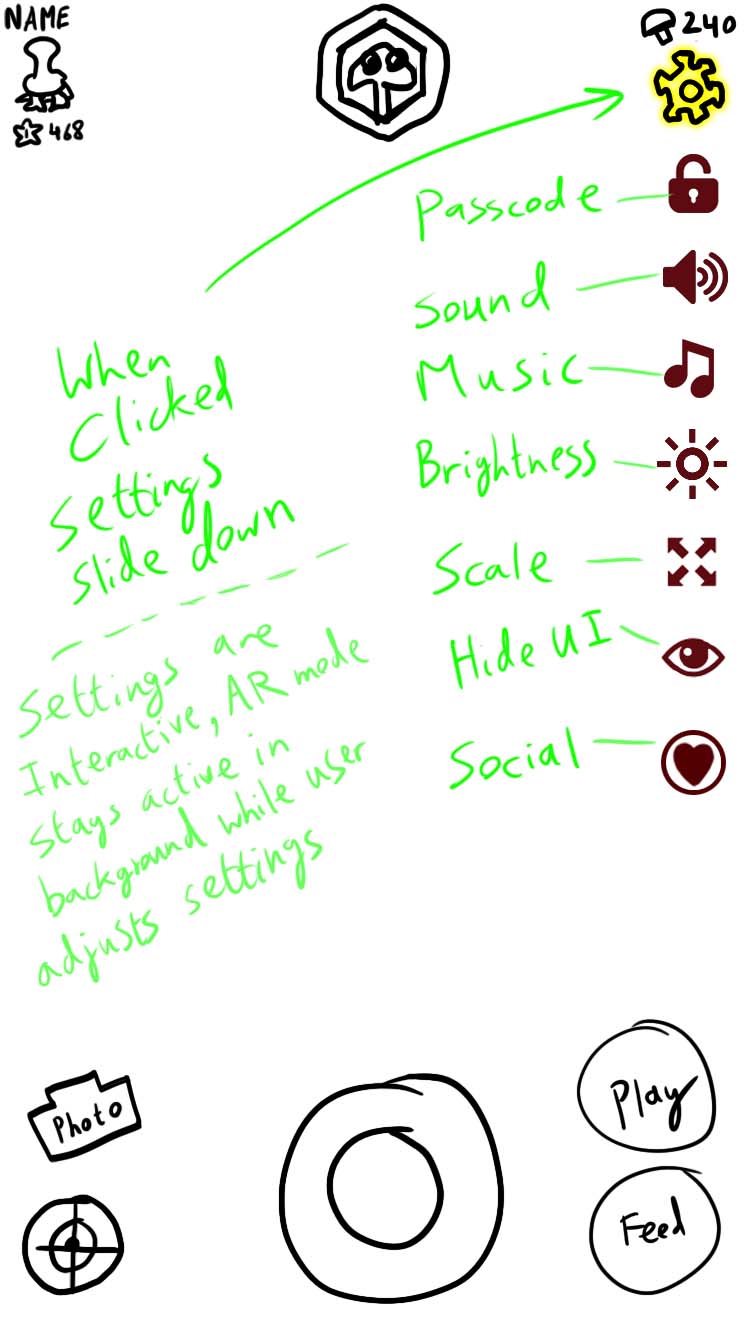 NAME
468
240
Passcode
Sound
Music
Brightness
Scale
Hide UI
Social
When
Clicked
Settings
Slide down
Settings are
Interactive, AR mode
stays active in
background while user
adjusts settings
Photo
Play
Feed